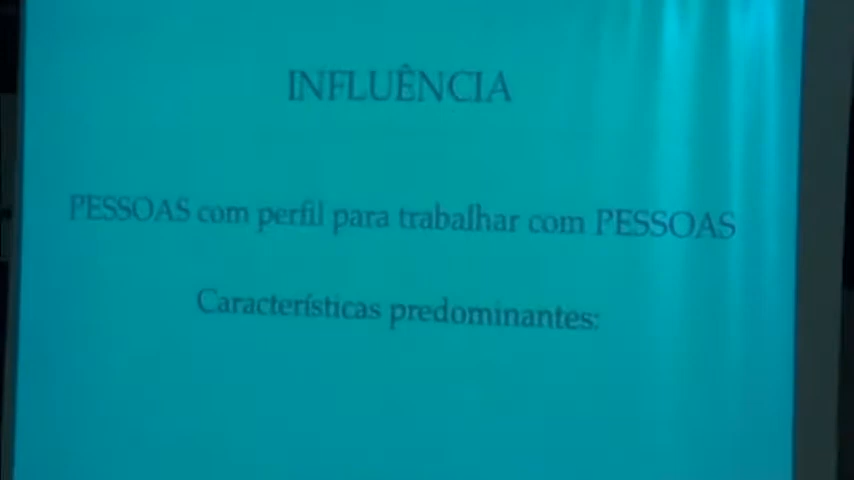 INFLUÊNCIA
PESSOAS com perfil para trabalhar com PESSOAS
Características predominantes: